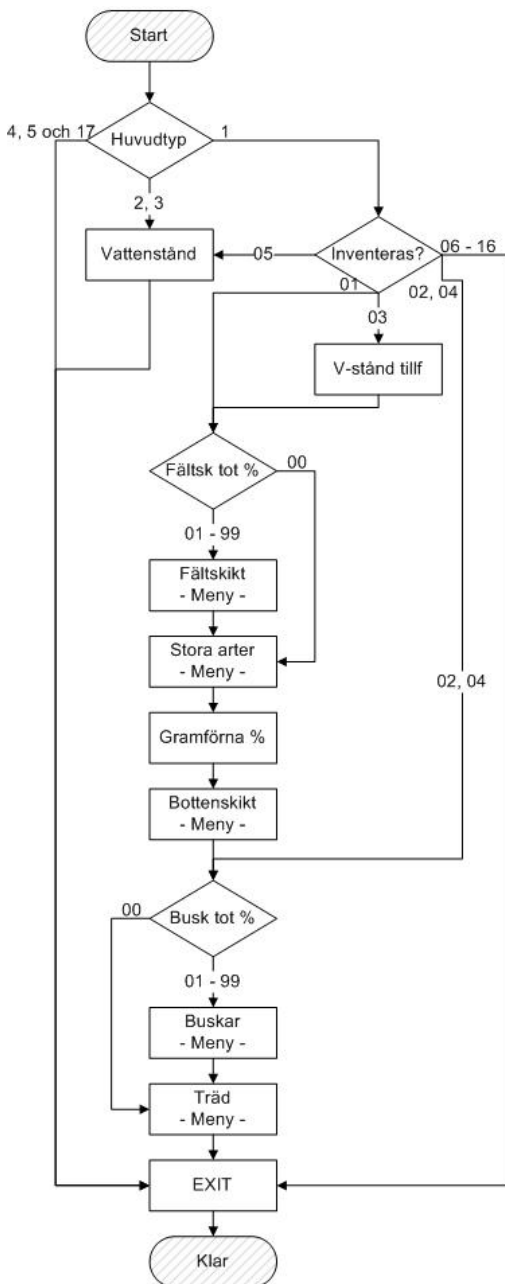 Start
4, 5 och 17
Huvudtyp
1
2, 3
Vattenstånd
05
Inventeras?
06 - 16
01
02, 04
03
V-stånd tillf
Fältsk tot %
00
01 - 99
Fältskikt
- Meny -
Stora arter
- Meny -
02, 04
Gramförna %
Bottenskikt
- Meny -
00
Busk tot %
01 - 99
Buskar
- Meny -
Träd
- Meny -
EXIT
Klar